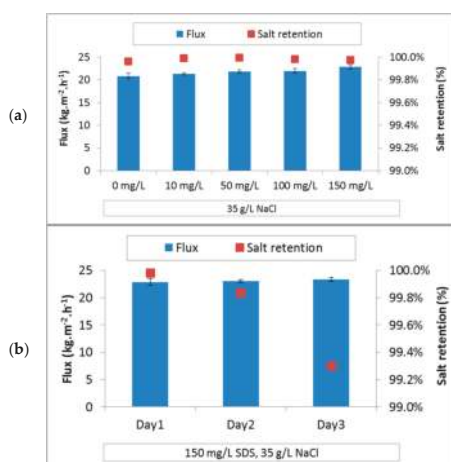 (a)
Flux Salt retention
Flux (kg.m-2.h-1)
25
20
15
10
5
0
100.0%
99.8%
99.6%
99.4%
99.2%
99.0%
Salt retention (%)
0 mg/L 10 mg/L 50 mg/L 100 mg/L 150 mg/L
35 g/L NaCl
(b)
Flux Salt retention
Flux (kg.m-2.h-1)
25
20
15
10
5
0
100.0%
99.8%
99.6%
99.4%
99.2%
99.0%
Salt retention (%)
Day1 Day2 Day3
150 mg/L SDS, 35 g/L NaCl